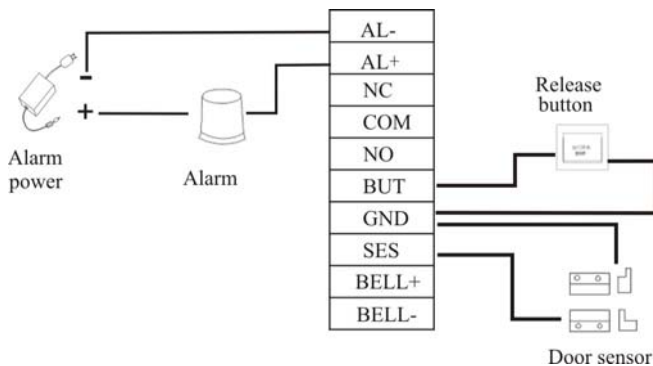 AL-
AL+
NC
COM
NO
BUT
GND
SES
BELL+
BELL-
-
+
Alarm
power
Alarm
Release
button
Door sensor